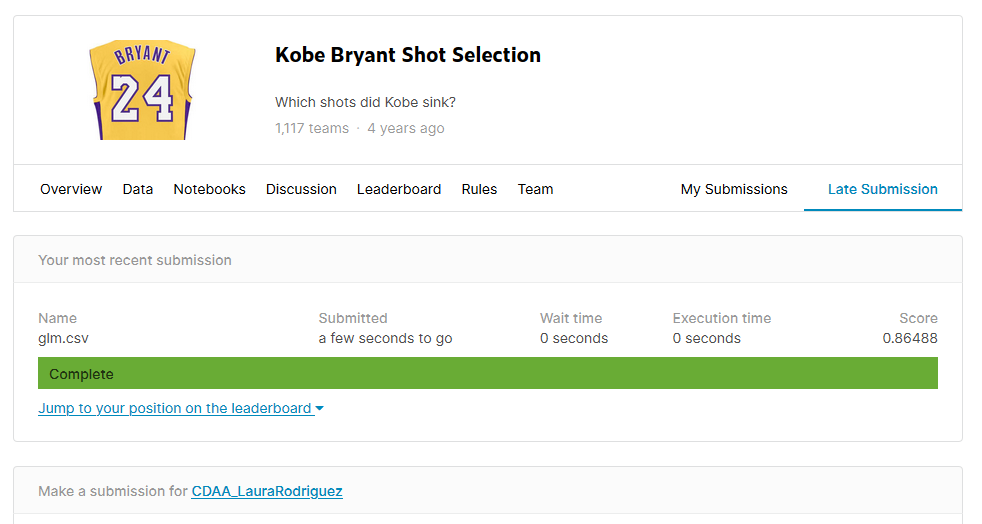 BRYANT
24
Kobe Bryant Shot Selection
Which shots did Kobe sink?
1,117 teams · 4 years ago
Overview Data Notebooks Discussion Leaderboard Rules Team My Submissions Late Submission
Your most recent submission
Name Submitted Wait time Execution time Score
glm.csv a few seconds to go 0 seconds 0 seconds 0.86488
Complete
Jump to your position on the leaderboard
Make a submission for CDAA_LauraRodriguez